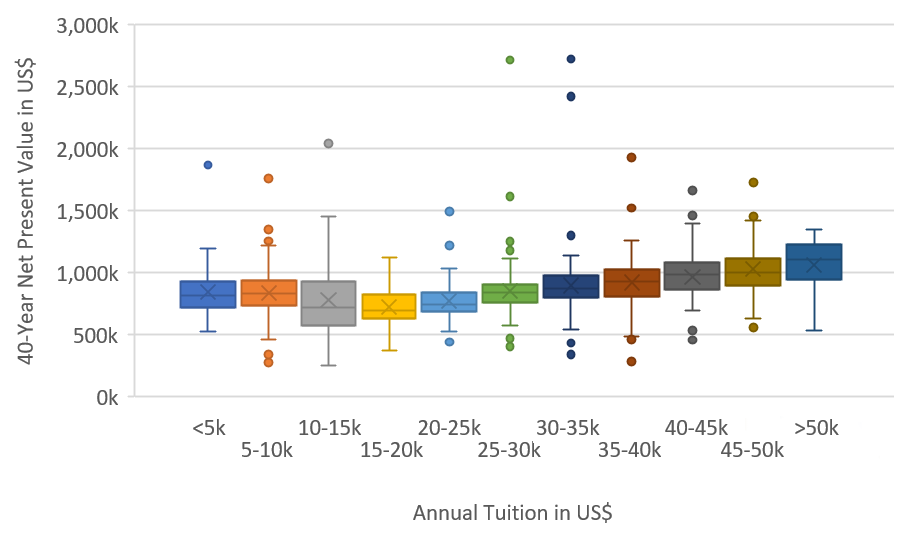 3,000k
2,500k
2,000k
1,500k
1,000k
500k
0k
40-Year Net Present Value in US$
<5k
5-10k
10-15k
15-20k
20-25k
25-30k
30-35k
35-40k
40-45k
45-50k
>50k
Annual Tuition in US$